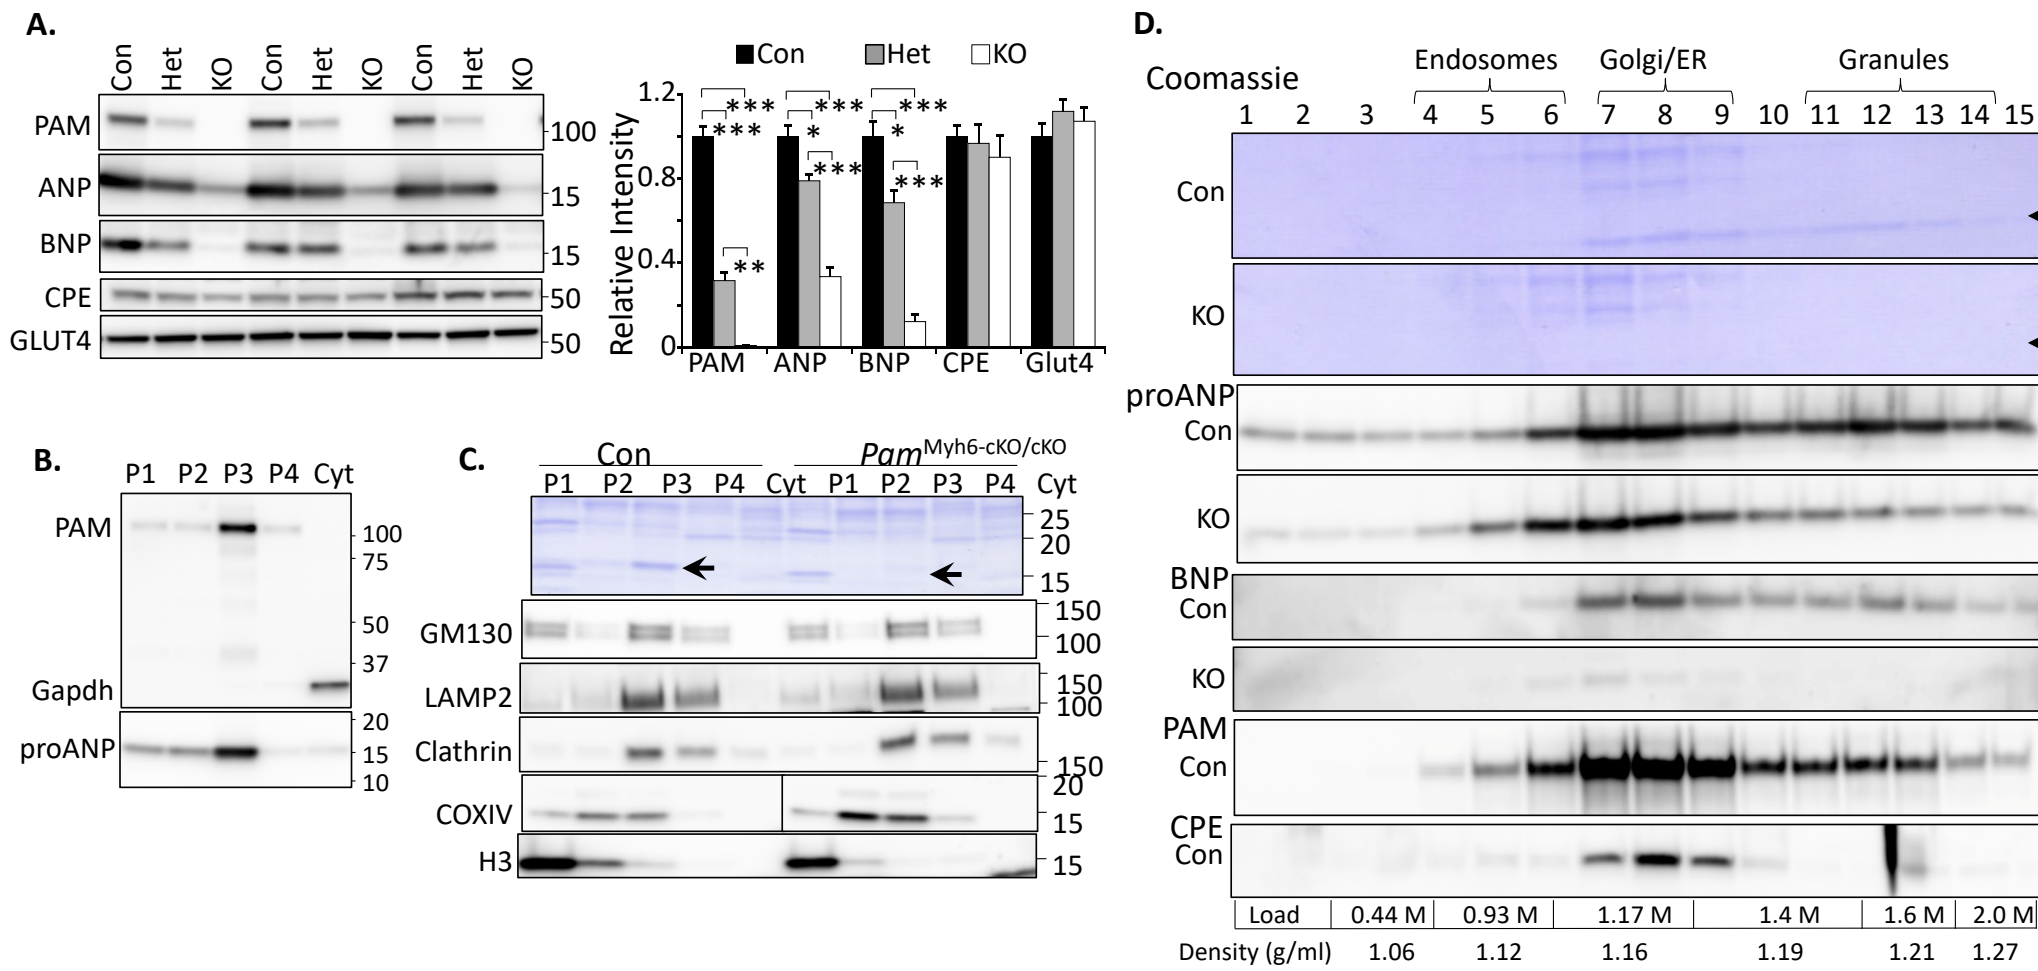 A.
Con Het KO Con Het KO Con Het KO
PAM
100
ANP
15
BNP
15
CPE
50
GLUT4
50
Con Het KO
Relative Intensity
1.2
0.8
0.4
0
*** *** **
*** * ***
*** * ***
PAM ANP BNP CPE Glut4
B.
P1 P2 P3 P4 Cyt
PAM
100
75
50
37
Gapdh
20
proANP
15
10
C.
Con PamMyh6-cKO/cKO
P1 P2 P3 P4 Cyt P1 P2 P3 P4 Cyt
25
20
15
GM130
150
100
LAMP2
150
100
Clathrin
150
COXIV
20
15
H3
15
D.
Coomassie
Endosomes Golgi/ER Granules
1 2 3 4 5 6 7 8 9 10 11 12 13 14 15
Con
KO
proANP
Con
KO
BNP
Con
KO
PAM
Con
CPE
Con
Load 0.44 M 0.93 M 1.17 M 1.4 M 1.6 M 2.0 M
Density (g/ml) 1.06 1.12 1.16 1.19 1.21 1.27